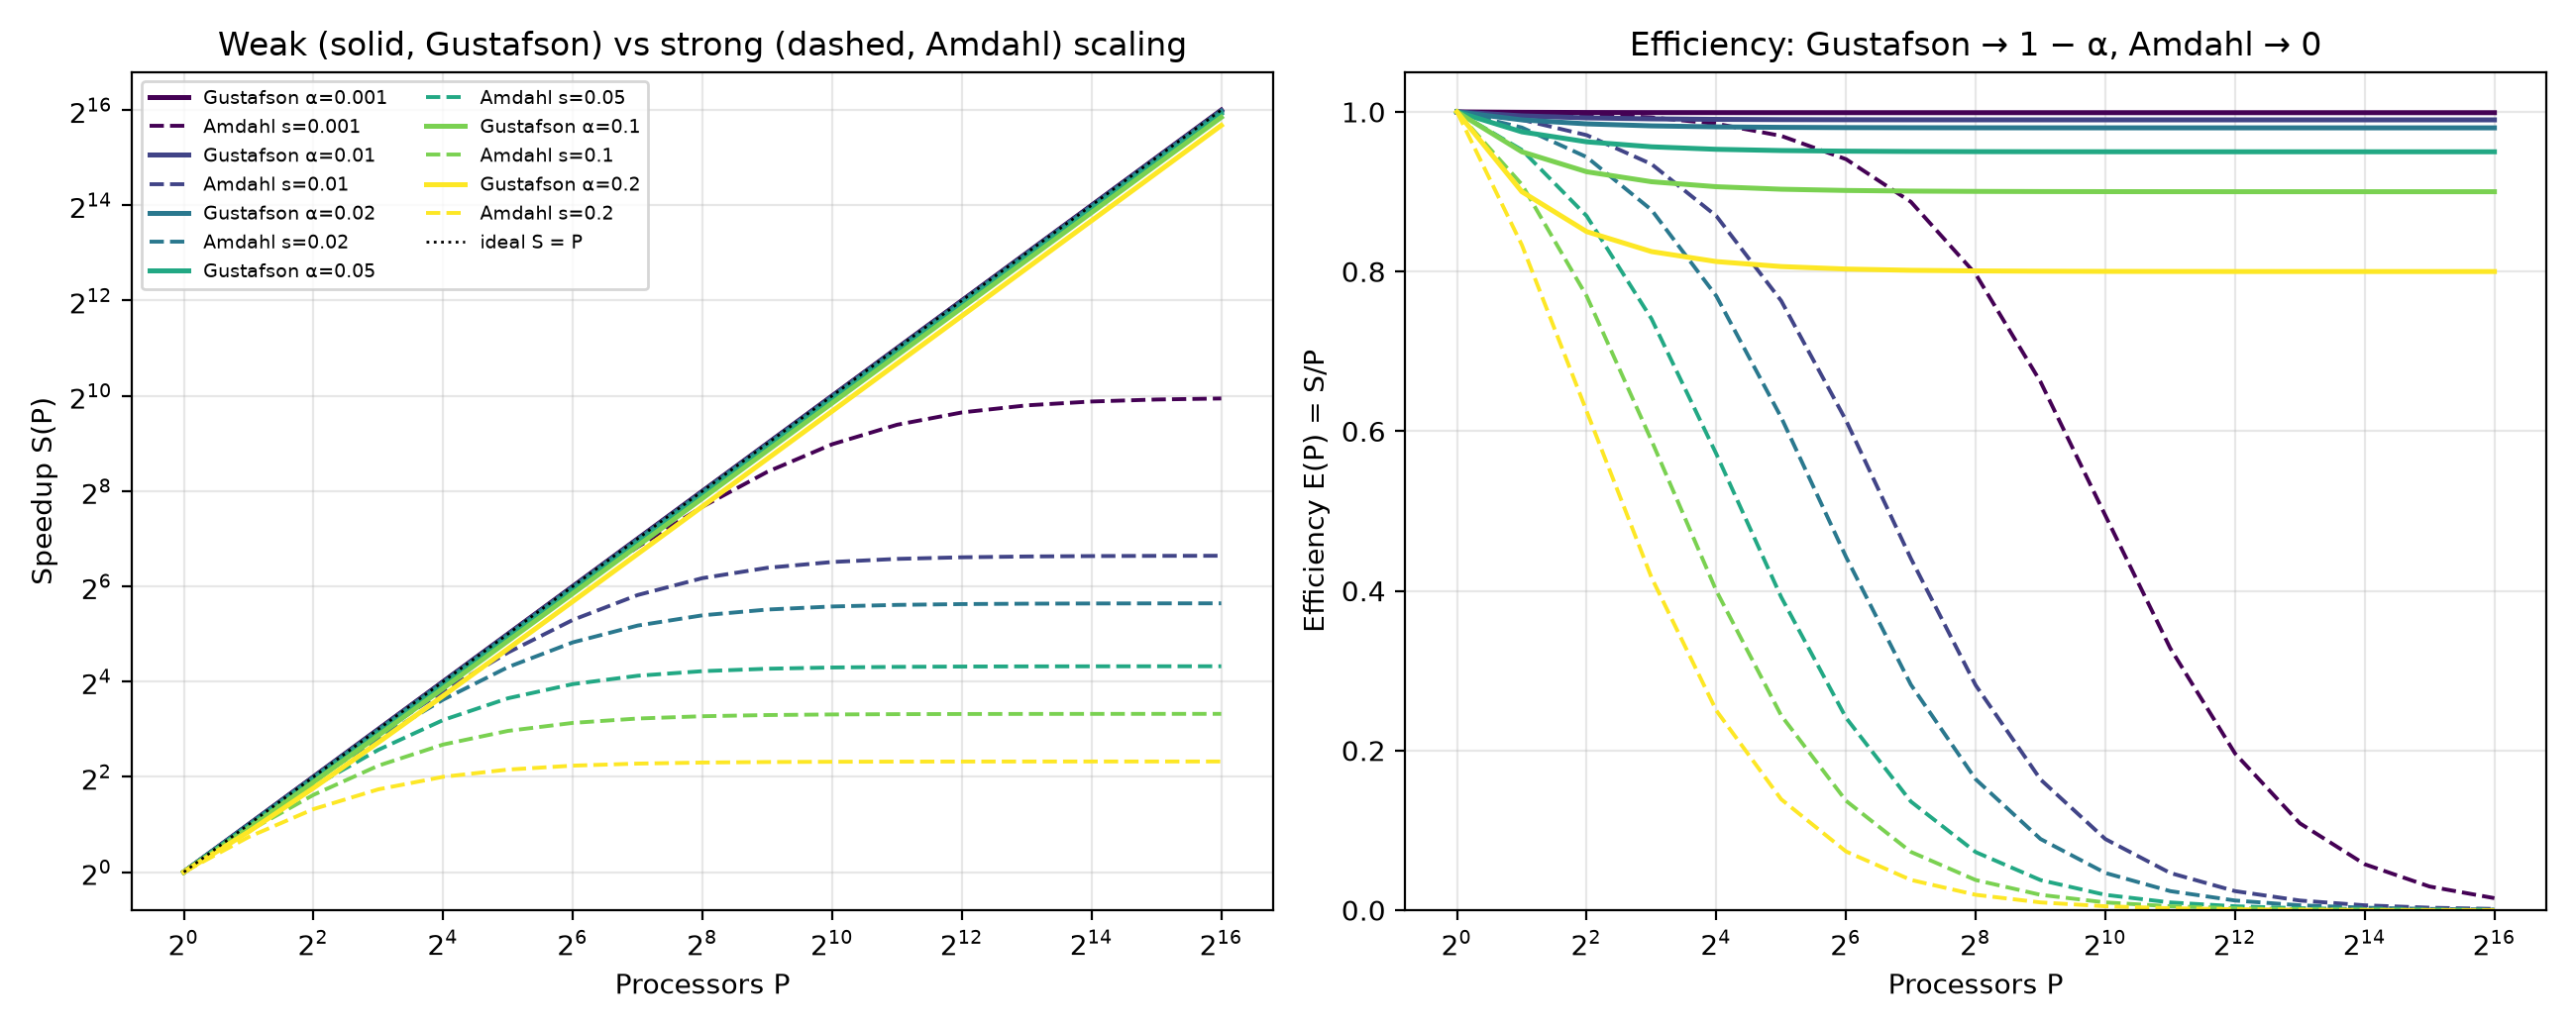 Weak (solid, Gustafson) vs strong (dashed, Amdahl) scaling
Speedup S(P)
2^16
2^14
2^12
2^10
2^8
2^6
2^4
2^2
2^0
Gustafson α=0.001
Amdahl s=0.001
Gustafson α=0.01
Amdahl s=0.01
Gustafson α=0.02
Amdahl s=0.02
Gustafson α=0.05
Amdahl s=0.05
Gustafson α=0.1
Amdahl s=0.1
Gustafson α=0.2
Amdahl s=0.2
ideal S = P
2^0 2^2 2^4 2^6 2^8 2^10 2^12 2^14 2^16
Processors P
Efficiency: Gustafson → 1 − α, Amdahl → 0
Efficiency E(P) = S/P
1.0
0.8
0.6
0.4
0.2
0.0
2^0 2^2 2^4 2^6 2^8 2^10 2^12 2^14 2^16
Processors P